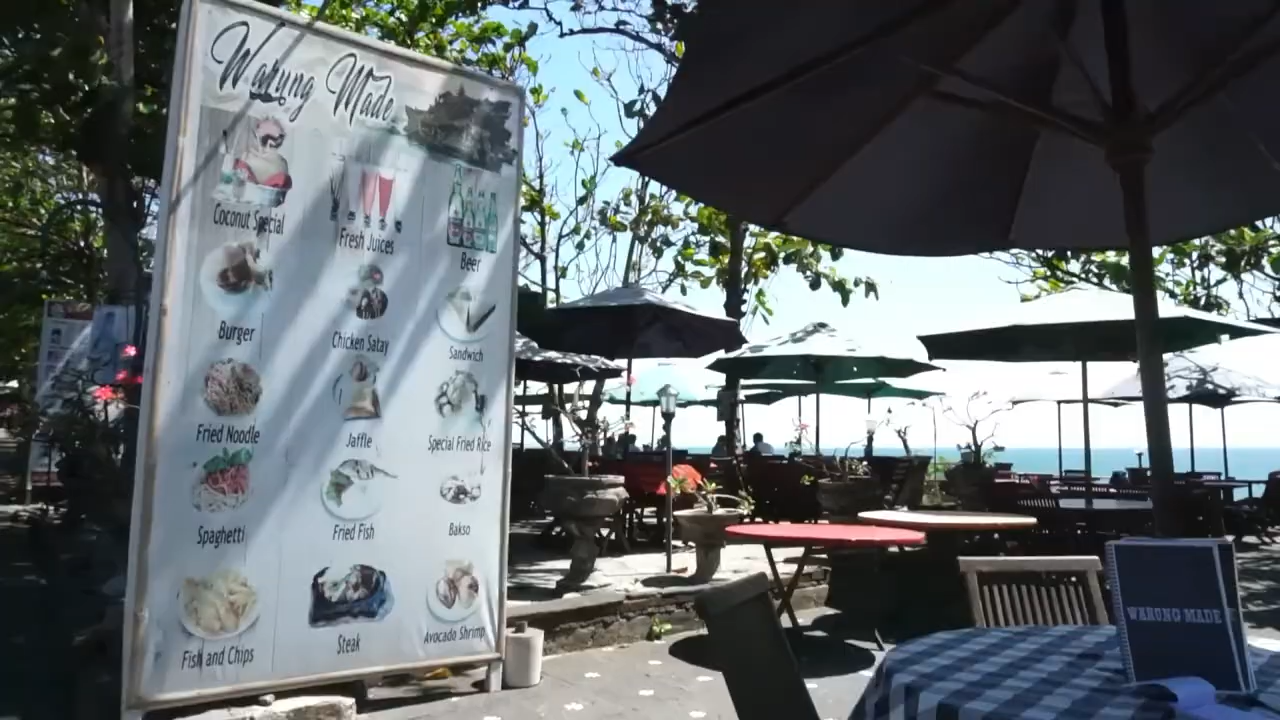 Warung Made
Coconut Special
Fresh Juices
Beer
Burger
Chicken Satay
Sandwich
Fried Noodle
Jaffle
Special Fried Rice
Spaghetti
Fried Fish
Bakso
Fish and Chips
Steak
Avocado Shrimp
WARUNG MADE